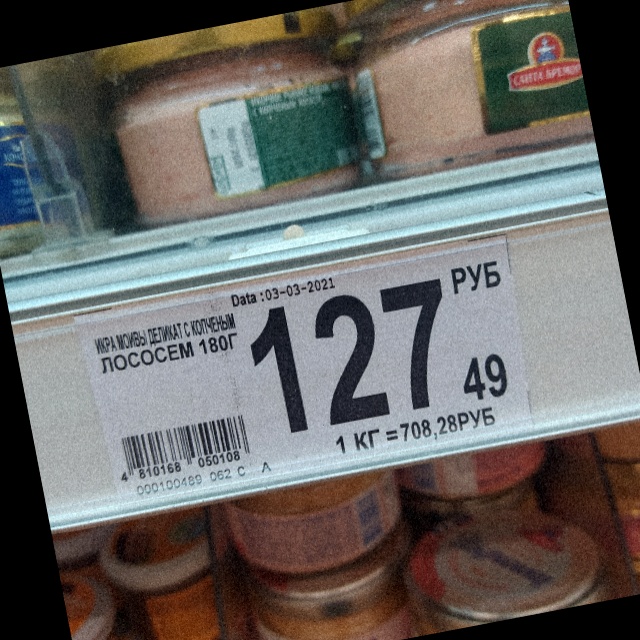 САНТА БРЕМОР
Data :03-03-2021
ИКРА МОЙВЫ ДЕЛИКАТ С КОПЧЕНЫМ
ЛОСОСЕМ 180Г
127
РУБ
49
1 КГ =708,28РУБ
4 810168 050108
000100489 062 С Л